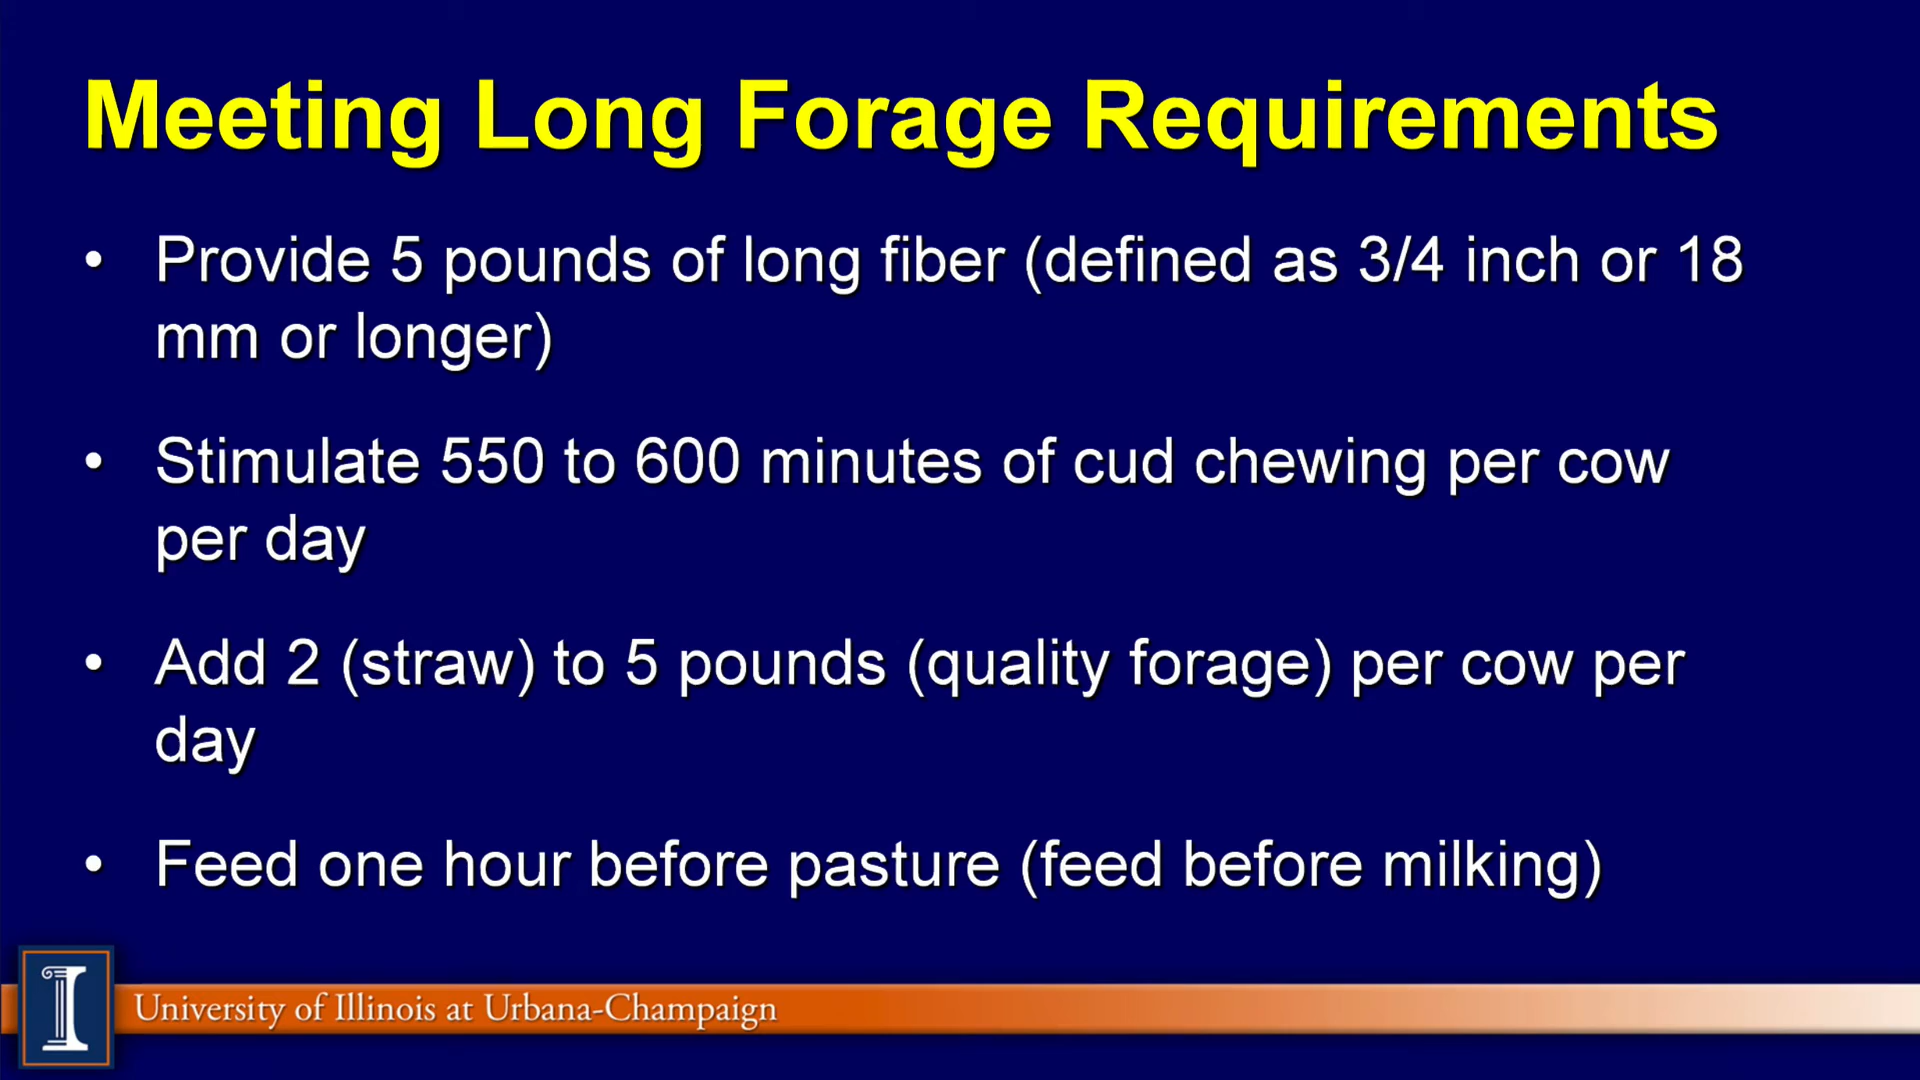 Meeting Long Forage Requirements
• Provide 5 pounds of long fiber (defined as 3/4 inch or 18
mm or longer)
• Stimulate 550 to 600 minutes of cud chewing per cow
per day
• Add 2 (straw) to 5 pounds (quality forage) per cow per
day
• Feed one hour before pasture (feed before milking)
I
University of Illinois at Urbana-Champaign